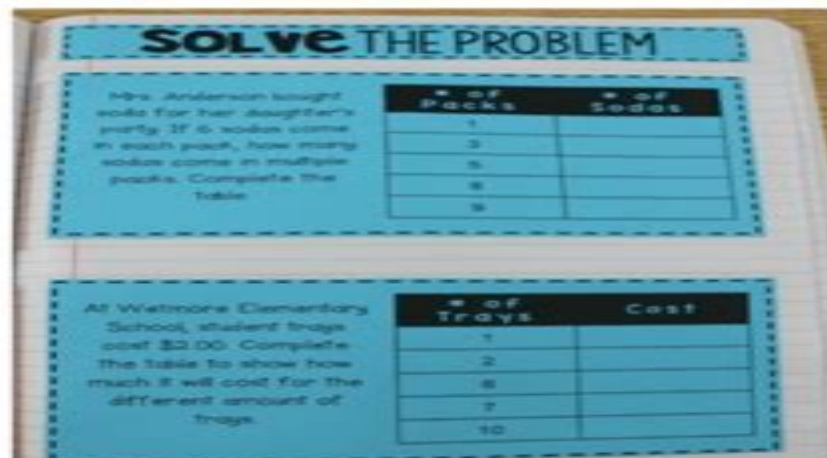 SOLVE THE PROBLEM
Mrs. Anderson bought
soda for her daughter's
party. If 6 sodas come
in each pack, how many
sodas come in multiple
packs. Complete the
table
# of
Packs
# of
Sodas
1
5
9
At Wetmore Elementary
School, student trays
cost $2.00. Complete
the table to show how
much it will cost for the
different amount of
trays.
# of
Trays
Cost
1
2
7
10